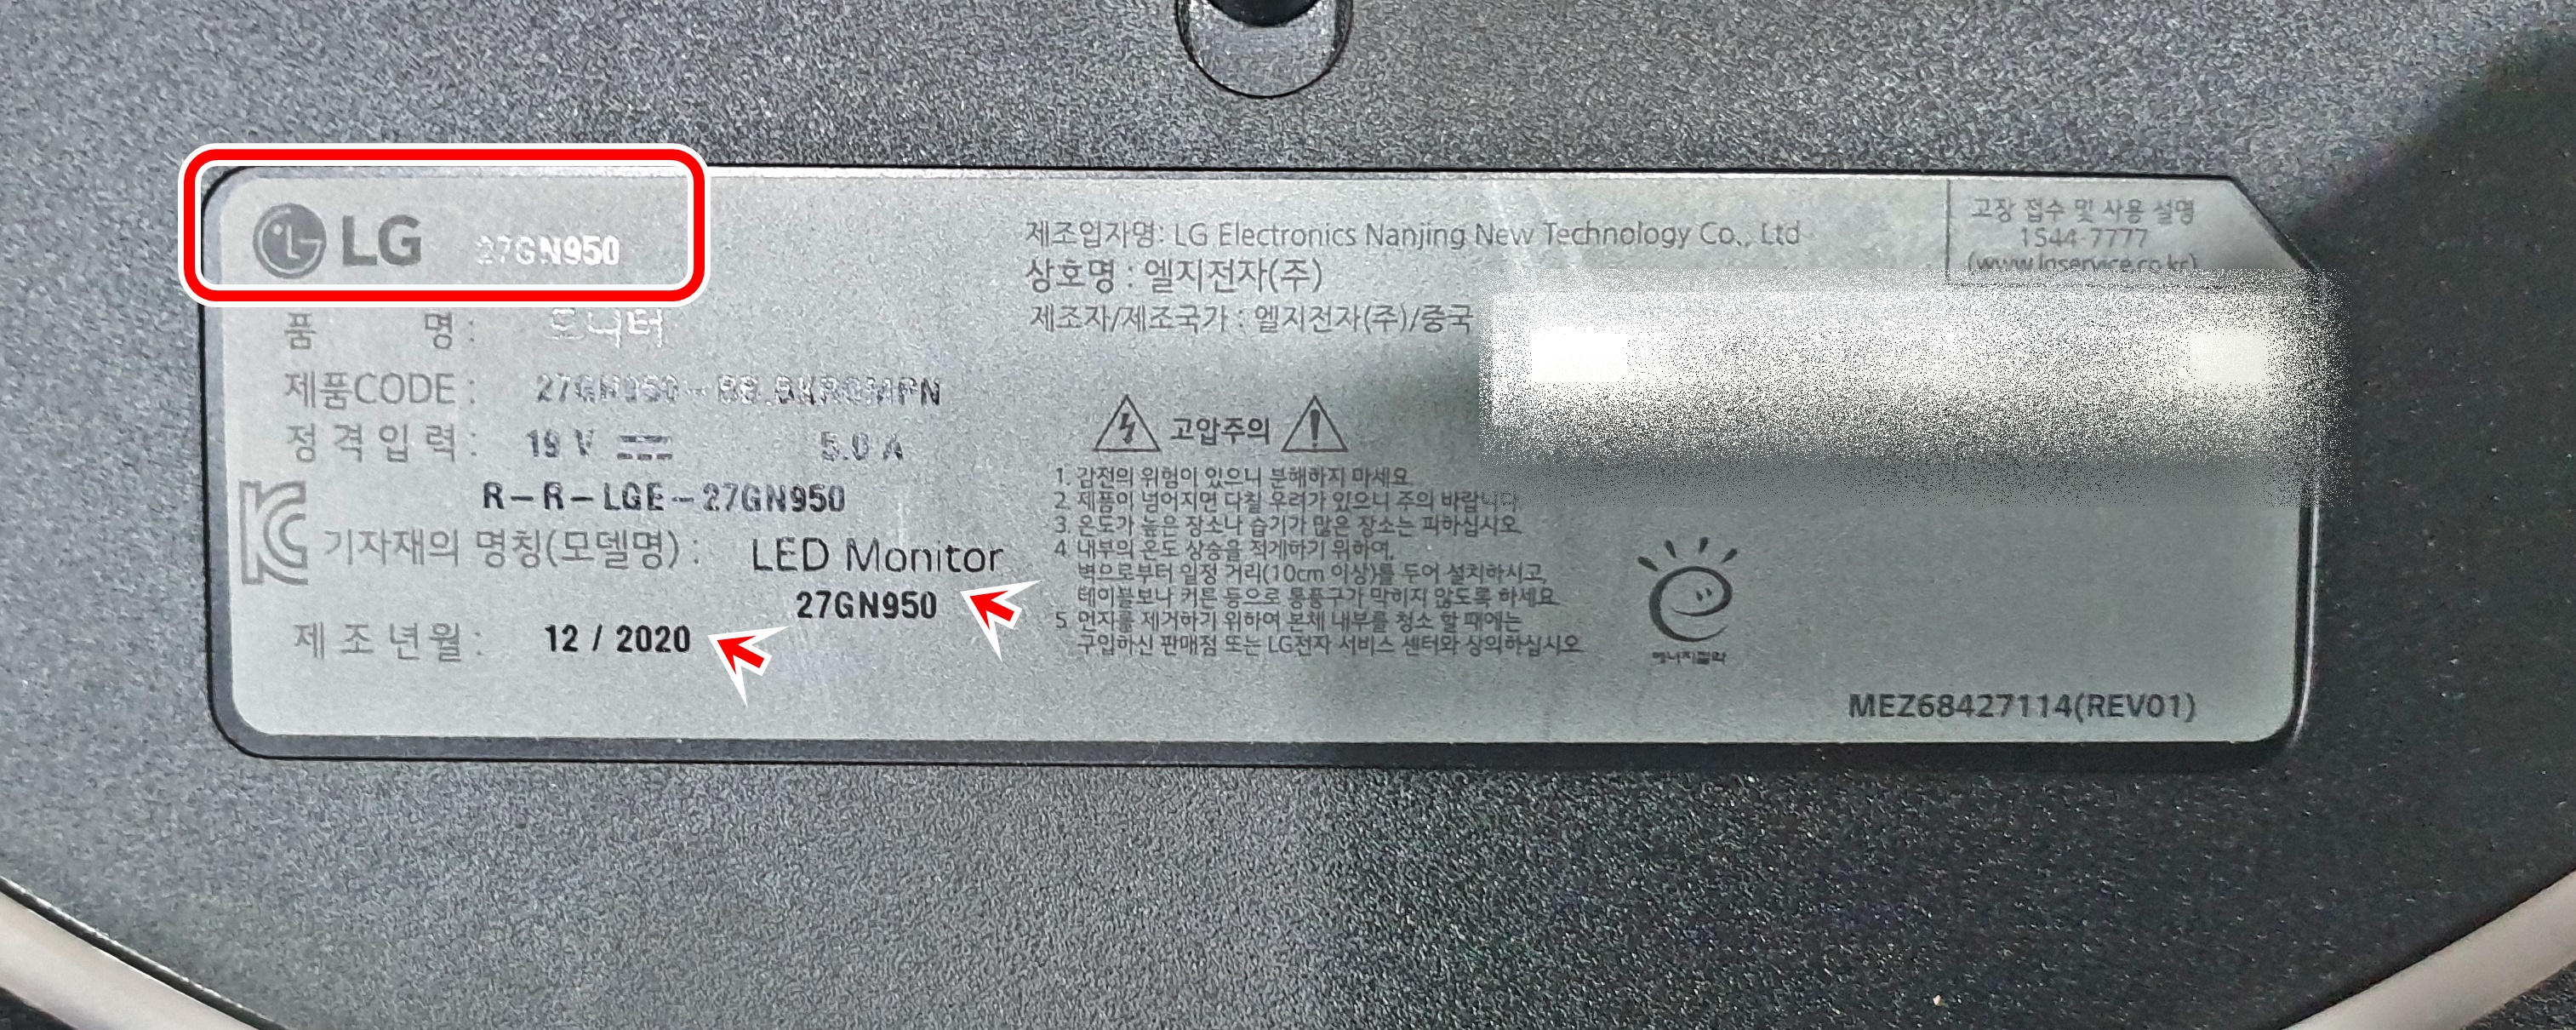 LG 27GN950
품 명 : 모니터
제품CODE :
정격입력 : 19 V 5.0 A
R-R-LGE-27GN950
기자재의 명칭(모델명) : LED Monitor
27GN950
제조년월 : 12 / 2020
제조입자명: LG Electronics Nanjing New Technology Co., Ltd
상호명 : 엘지전자(주)
제조자/제조국가 : 엘지전자(주)/중국
고압주의
1. 감전의 위험이 있으니 분해하지 마세요.
2. 제품이 넘어지면 다칠 우려가 있으니 주의 바랍니다.
3. 온도가 높은 장소나 습기가 많은 장소는 피하십시오.
4. 내부의 온도 상승을 적게하기 위하여,
벽으로부터 일정 거리(10cm 이상)를 두어 설치하시고,
테이블보나 커튼 등으로 통풍구가 막히지 않도록 하세요.
5. 먼지를 제거하기 위하여 본체 내부를 청소 할 때에는
구입하신 판매점 또는 LG전자 서비스 센터와 상의하십시오.
고장 접수 및 사용 설명
1544-7777
(www.lgservice.co.kr)
에너지절약
MEZ68427114(REV01)